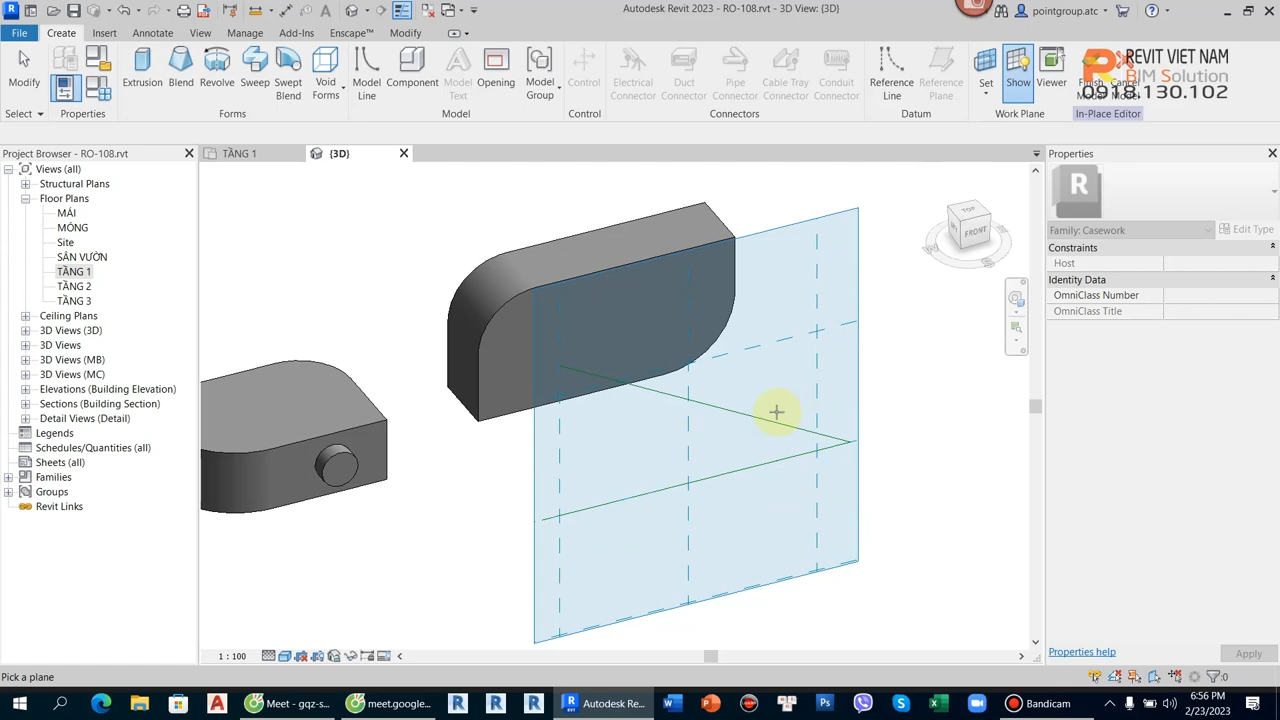 Autodesk Revit 2023 - RO-108.rvt - 3D View: {3D}
pointgroup.atc
File
Create
Insert
Annotate
View
Manage
Add-Ins
Enscape™
Modify
Modify
Extrusion
Blend
Revolve
Sweep
Swept Blend
Void Forms
Model Line
Component
Model Text
Opening
Model Group
Control
Electrical Connector
Duct Connector
Pipe Connector
Cable Tray Connector
Conduit Connector
Reference Line
Reference Plane
Set
Show
Viewer
REVIT VIET NAM
BIM Solution
0918.130.102
Select
Properties
Forms
Model
Control
Connectors
Datum
Work Plane
In-Place Editor
Project Browser - RO-108.rvt
TẦNG 1
{3D}
Properties
Views (all)
Structural Plans
Floor Plans
MÁI
MÓNG
Site
SÂN VƯỜN
TẦNG 1
TẦNG 2
TẦNG 3
Ceiling Plans
3D Views (3D)
3D Views
3D Views (MB)
3D Views (MC)
Elevations (Building Elevation)
Sections (Building Section)
Detail Views (Detail)
Legends
Schedules/Quantities (all)
Sheets (all)
Families
Groups
Revit Links
TOP
FRONT
Family: Casework
Edit Type
Constraints
Host
Identity Data
OmniClass Number
OmniClass Title
Properties help
Apply
1 : 100
Pick a plane
:0
Meet - gqz-s...
meet.google...
Autodesk Re...
Bandicam
6:56 PM
2/23/2023